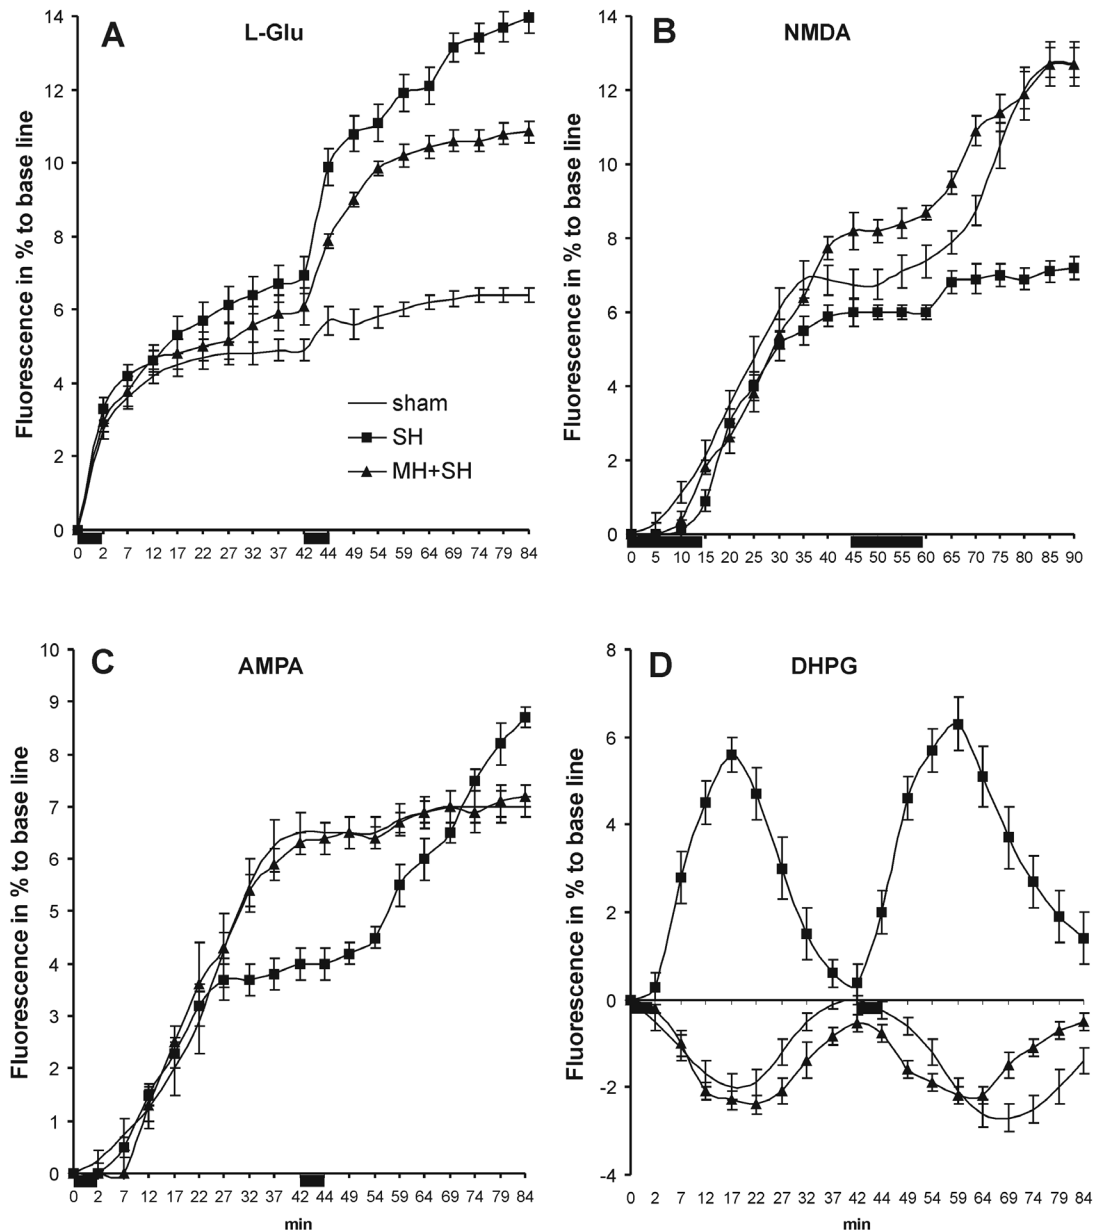 A
L-Glu
Fluorescence in % to base line
14
12
10
8
6
4
2
0
sham
SH
MH+SH
0 2 7 12 17 22 27 32 37 42 44 49 54 59 64 69 74 79 84
B
NMDA
Fluorescence in % to base line
14
12
10
8
6
4
2
0
0 5 10 15 20 25 30 35 40 45 50 55 60 65 70 75 80 85 90
C
AMPA
Fluorescence in % to base line
10
9
8
7
6
5
4
3
2
1
0
0 2 7 12 17 22 27 32 37 42 44 49 54 59 64 69 74 79 84
min
D
DHPG
Fluorescence in % to base line
8
6
4
2
0
-2
-4
0 2 7 12 17 22 27 32 37 42 44 49 54 59 64 69 74 79 84
min